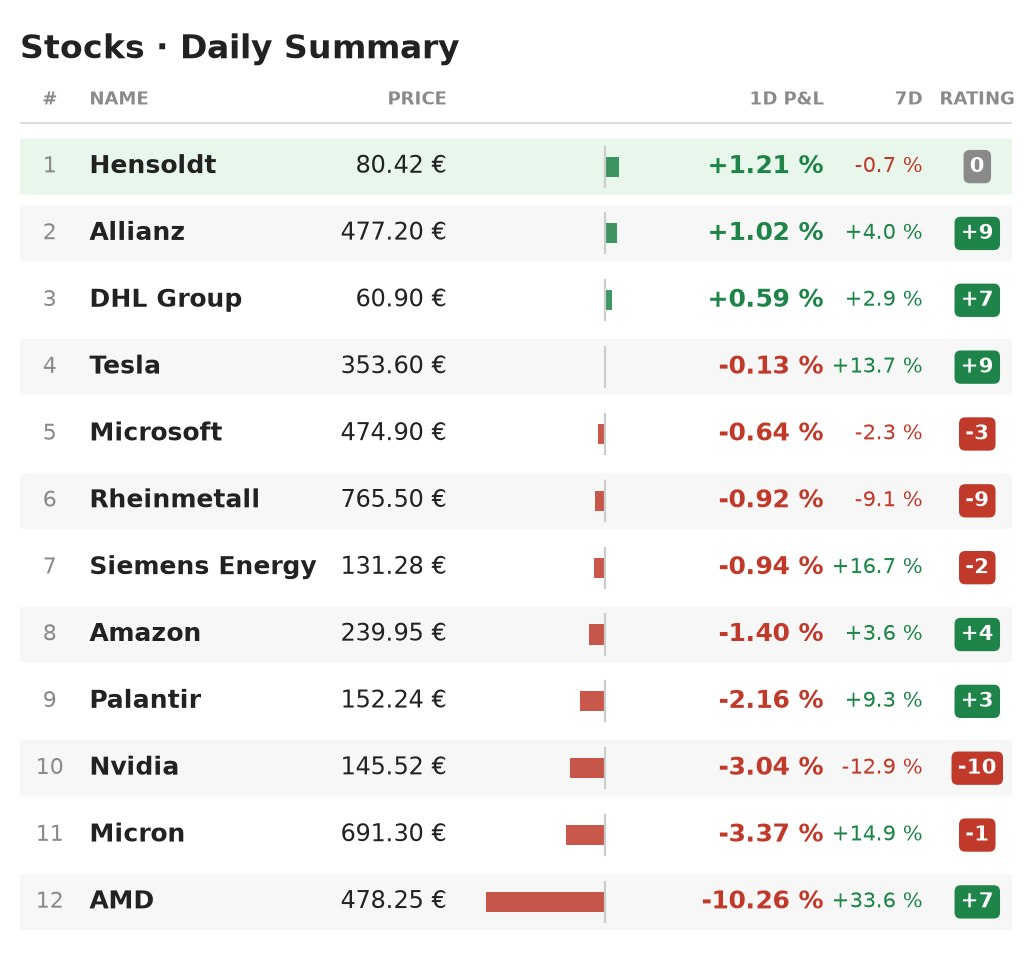 Stocks · Daily Summary
# NAME PRICE 1D P&L 7D RATING
1 Hensoldt 80.42 € +1.21 % -0.7 % 0
2 Allianz 477.20 € +1.02 % +4.0 % +9
3 DHL Group 60.90 € +0.59 % +2.9 % +7
4 Tesla 353.60 € -0.13 % +13.7 % +9
5 Microsoft 474.90 € -0.64 % -2.3 % -3
6 Rheinmetall 765.50 € -0.92 % -9.1 % -9
7 Siemens Energy 131.28 € -0.94 % +16.7 % -2
8 Amazon 239.95 € -1.40 % +3.6 % +4
9 Palantir 152.24 € -2.16 % +9.3 % +3
10 Nvidia 145.52 € -3.04 % -12.9 % -10
11 Micron 691.30 € -3.37 % +14.9 % -1
12 AMD 478.25 € -10.26 % +33.6 % +7